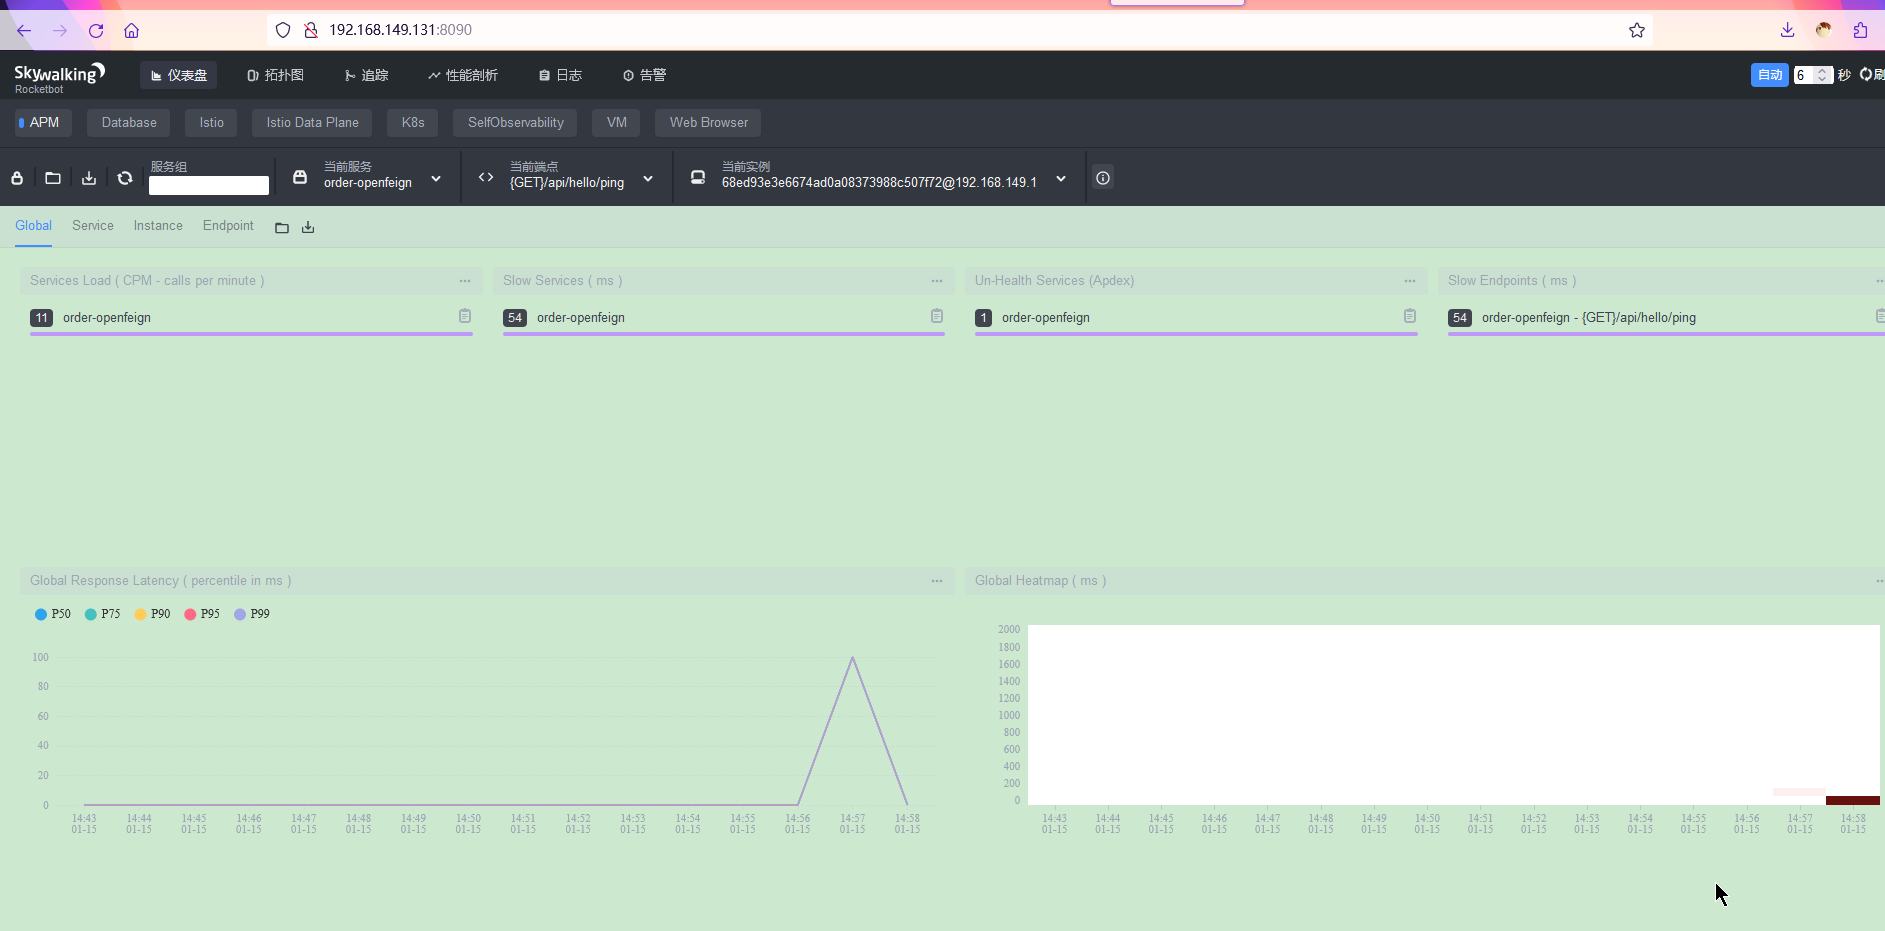 192.168.149.131:8090
Skywalking
Rocketbot
仪表盘 拓扑图 追踪 性能剖析 日志 告警
自动 6 秒 刷
APM Database Istio Istio Data Plane K8s SelfObservability VM Web Browser
服务组 当前服务 当前端点 当前实例
order-openfeign {GET}/api/hello/ping 68ed93e3e6674ad0a08373988c507f72@192.168.149.1
Global Service Instance Endpoint
Services Load ( CPM - calls per minute ) Slow Services ( ms ) Un-Health Services (Apdex) Slow Endpoints ( ms )
11 order-openfeign 54 order-openfeign 1 order-openfeign 54 order-openfeign - {GET}/api/hello/ping
Global Response Latency ( percentile in ms )
P50 P75 P90 P95 P99
100
80
60
40
20
0
14:43 14:44 14:45 14:46 14:47 14:48 14:49 14:50 14:51 14:52 14:53 14:54 14:55 14:56 14:57 14:58
01-15 01-15 01-15 01-15 01-15 01-15 01-15 01-15 01-15 01-15 01-15 01-15 01-15 01-15 01-15 01-15
Global Heatmap ( ms )
2000
1800
1600
1400
1200
1000
800
600
400
200
0
14:43 14:44 14:45 14:46 14:47 14:48 14:49 14:50 14:51 14:52 14:53 14:54 14:55 14:56 14:57 14:58
01-15 01-15 01-15 01-15 01-15 01-15 01-15 01-15 01-15 01-15 01-15 01-15 01-15 01-15 01-15 01-15